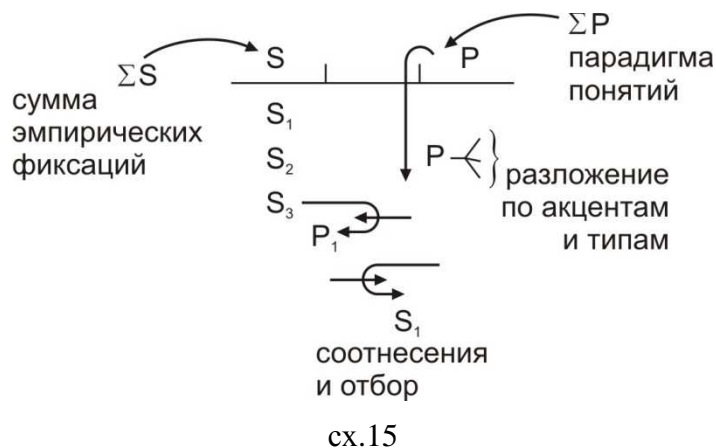 ΣS
сумма
эмпирических
фиксаций
S
P
ΣP
парадигма
понятий
S₁
S₂
S₃
P₁
P
разложение
по акцентам
и типам
S₁
соотнесения
и отбор
сх.15